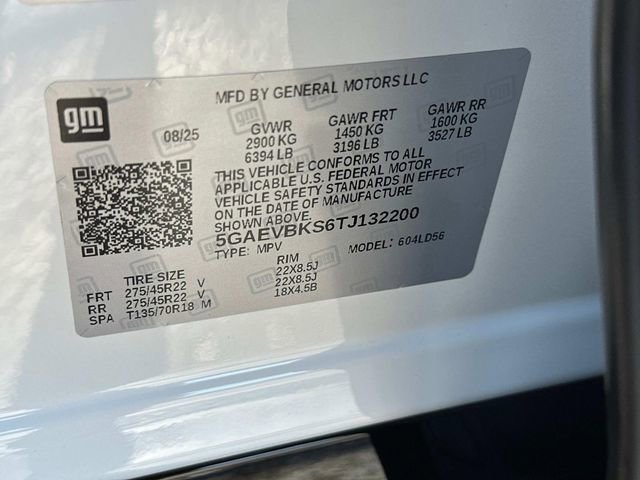 MFD BY GENERAL MOTORS LLC
gm
08/25
GVWR
2900 KG
6394 LB
GAWR FRT
1450 KG
3196 LB
GAWR RR
1600 KG
3527 LB
THIS VEHICLE CONFORMS TO ALL
APPLICABLE U.S. FEDERAL MOTOR
VEHICLE SAFETY STANDARDS IN EFFECT
ON THE DATE OF MANUFACTURE
SHOWN ABOVE.
5GAEVBKS6TJ132200
TYPE: MPV MODEL: 604LD56
TIRE SIZE RIM
FRT 275/45R22 V 22X8.5J
RR 275/45R22 V 22X8.5J
SPA T135/70R18 M 18X4.5B